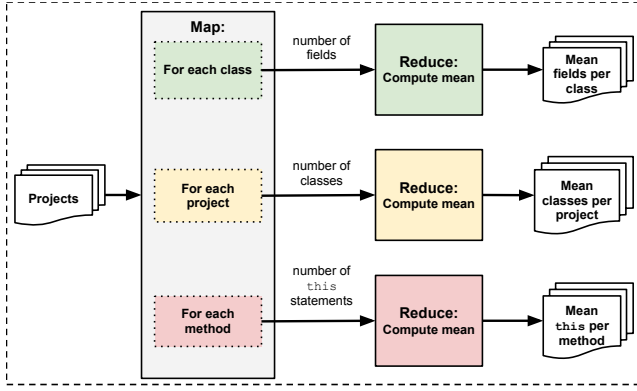 Map:
For each class
number of
fields
Reduce:
Compute mean
Mean
fields per
class
Projects
For each
project
number of
classes
Reduce:
Compute mean
Mean
classes per
project
For each
method
number of
this
statements
Reduce:
Compute mean
Mean
this per
method